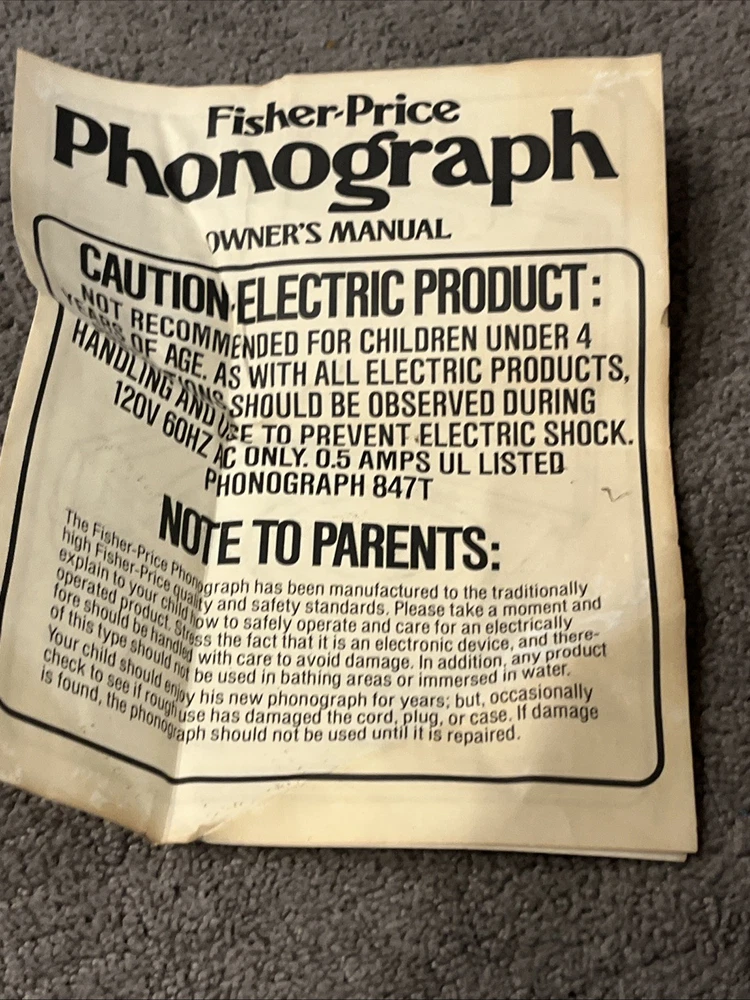 Fisher-Price
Phonograph
OWNER'S MANUAL
CAUTION-ELECTRIC PRODUCT:
NOT RECOMMENDED FOR CHILDREN UNDER 4
YEARS OF AGE. AS WITH ALL ELECTRIC PRODUCTS,
SHOULD BE OBSERVED DURING
HANDLING AND USE TO PREVENT ELECTRIC SHOCK.
120V 60HZ AC ONLY. 0.5 AMPS UL LISTED
PHONOGRAPH 847T
NOTE TO PARENTS:
The Fisher-Price Phonograph has been manufactured to the traditionally
high Fisher-Price quality and safety standards. Please take a moment and
explain to your child how to safely operate and care for an electrically
operated product. Stress the fact that it is an electronic device, and there-
fore should be handled with care to avoid damage. In addition, any product
of this type should not be used in bathing areas or immersed in water.
Your child should enjoy his new phonograph for years; but, occasionally
check to see if rough use has damaged the cord, plug, or case. If damage
is found, the phonograph should not be used until it is repaired.